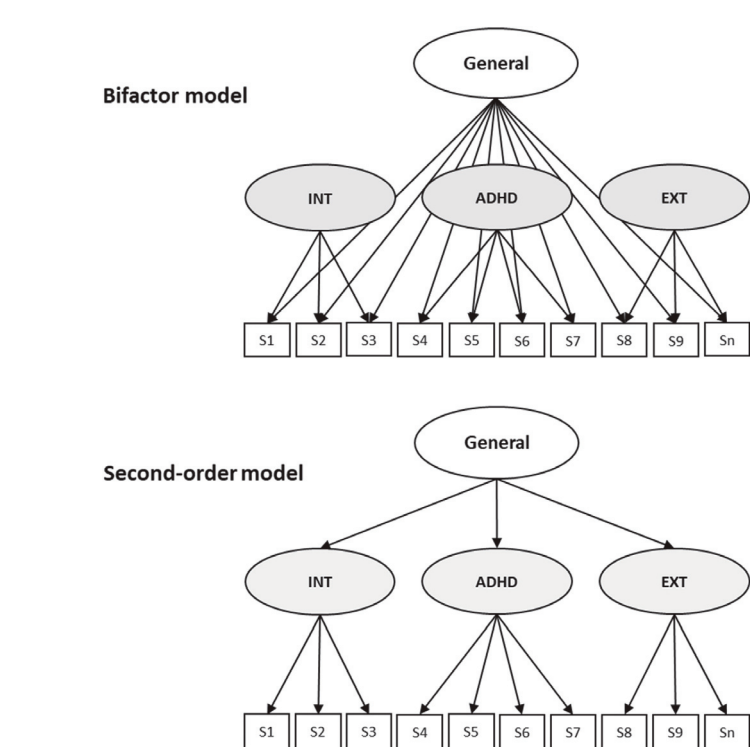 General
Bifactor model
INT ADHD EXT
S1 S2 S3 S4 S5 S6 S7 S8 S9 Sn
General
Second-order model
INT ADHD EXT
S1 S2 S3 S4 S5 S6 S7 S8 S9 Sn